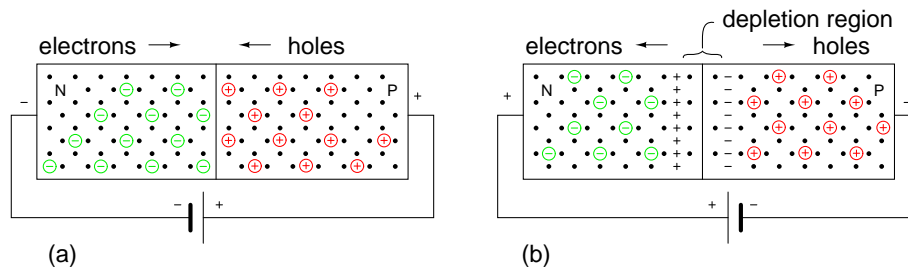 depletion region
electrons holes electrons holes
N P N P
− + + −
− + + −
(a) (b)